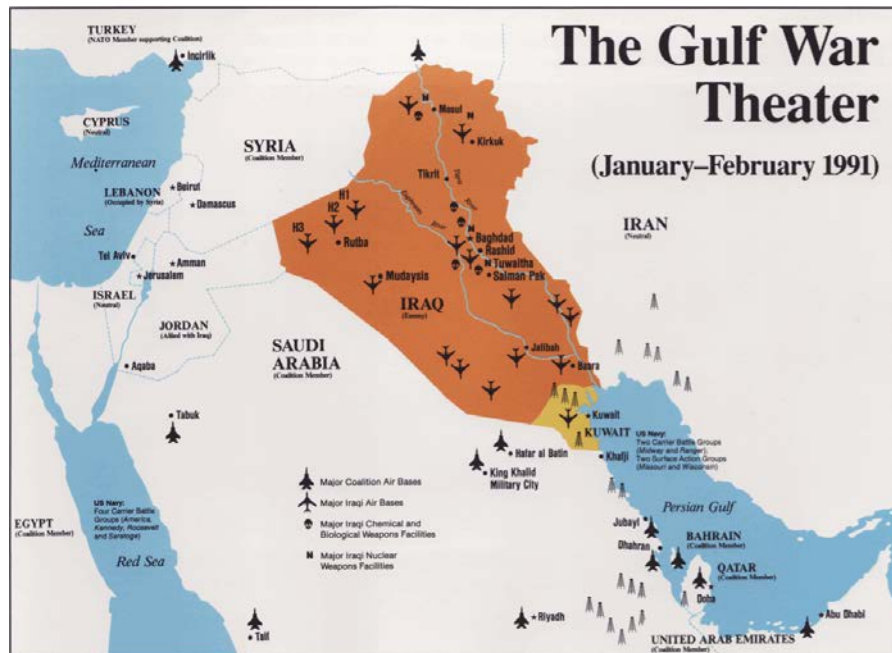 The Gulf War
Theater
(January–February 1991)
TURKEY
(NATO Member supporting Coalition)
Incirlik
CYPRUS
(Neutral)
Mediterranean
Sea
SYRIA
(Coalition Member)
LEBANON
(Occupied by Syria)
Beirut
Damascus
Tel Aviv
Amman
Jerusalem
ISRAEL
(Neutral)
JORDAN
(Allied with Iraq)
Aqaba
N
Mosul
N
Kirkuk
Tikrit
H1
H2
H3
Rutba
N
Baghdad
Rashid
N
Tuwaitha
Salman Pak
Mudaysis
IRAQ
(Enemy)
Jalibah
Basra
IRAN
(Neutral)
SAUDI
ARABIA
(Coalition Member)
Tabuk
Kuwait
KUWAIT
US Navy:
Two Carrier Battle Groups
(Midway and Ranger);
Two Surface Action Groups
(Missouri and Wisconsin)
Khafji
Hafar al Batin
King Khalid
Military City
Major Coalition Air Bases
Major Iraqi Air Bases
Major Iraqi Chemical and
Biological Weapons Facilities
N
Major Iraqi Nuclear
Weapons Facilities
EGYPT
(Coalition Member)
US Navy:
Four Carrier Battle
Groups (America,
Kennedy, Roosevelt
and Saratoga)
Red Sea
Persian Gulf
Jubayl
Dhahran
BAHRAIN
(Coalition Member)
QATAR
(Coalition Member)
Doha
Abu Dhabi
Riyadh
Taif
UNITED ARAB EMIRATES
(Coalition Member)